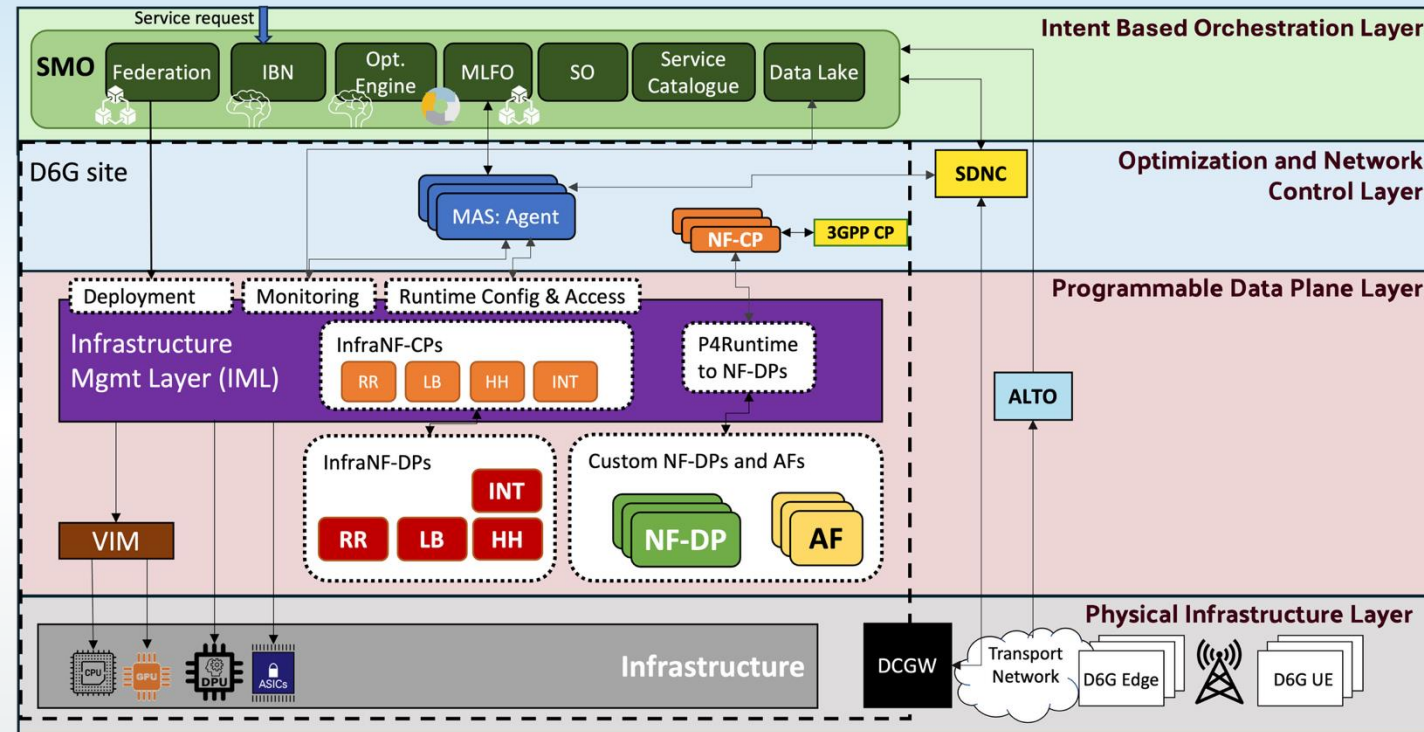 Service request
Intent Based Orchestration Layer
SMO
Federation
IBN
Opt.
Engine
MLFO
SO
Service
Catalogue
Data Lake
D6G site
Optimization and Network
Control Layer
SDNC
MAS: Agent
NF-CP
3GPP CP
Programmable Data Plane Layer
Deployment
Monitoring
Runtime Config & Access
Infrastructure
Mgmt Layer (IML)
InfraNF-CPs
RR
LB
HH
INT
P4Runtime
to NF-DPs
ALTO
InfraNF-DPs
INT
RR
LB
HH
Custom NF-DPs and AFs
NF-DP
AF
VIM
Physical Infrastructure Layer
CPU
GPU
DPU
ASICs
Infrastructure
DCGW
Transport
Network
D6G Edge
D6G UE